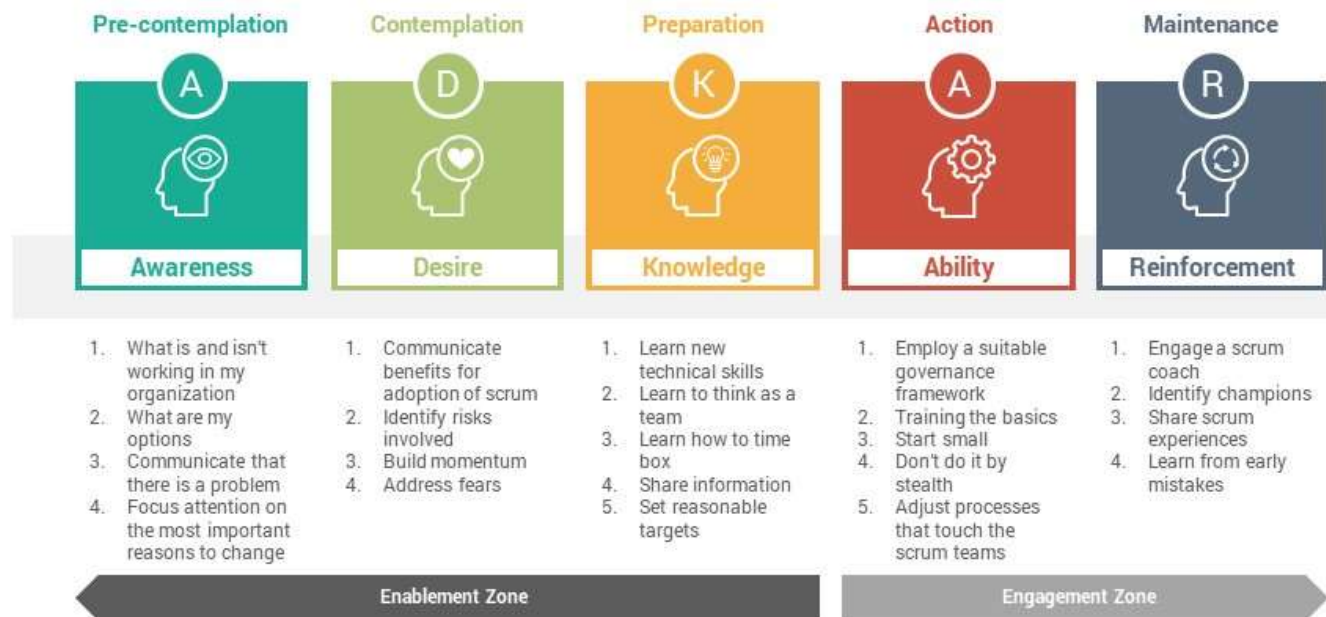 Pre-contemplation
Contemplation
Preparation
Action
Maintenance
A
D
K
A
R
Awareness
Desire
Knowledge
Ability
Reinforcement
1. What is and isn't
working in my
organization
2. What are my
options
3. Communicate that
there is a problem
4. Focus attention on
the most important
reasons to change
1. Communicate
benefits for
adoption of scrum
2. Identify risks
involved
3. Build momentum
4. Address fears
1. Learn new
technical skills
2. Learn to think as a
team
3. Learn how to time
box
4. Share information
5. Set reasonable
targets
1. Employ a suitable
governance
framework
2. Training the basics
3. Start small
4. Don't do it by
stealth
5. Adjust processes
that touch the
scrum teams
1. Engage a scrum
coach
2. Identify champions
3. Share scrum
experiences
4. Learn from early
mistakes
Enablement Zone
Engagement Zone